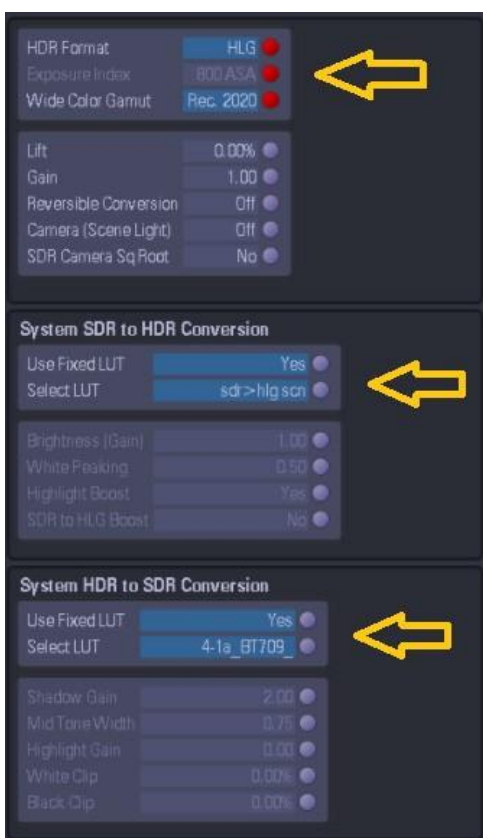 HDR Format HLG
Exposure Index 800 ASA
Wide Color Gamut Rec. 2020
Lift 0.00%
Gain 1.00
Reversible Conversion Off
Camera (Scene Light) Off
SDR Camera Sq Root No
System SDR to HDR Conversion
Use Fixed LUT Yes
Select LUT sdr>hlg scn
Brightness (Gain) 1.00
White Peaking 0.50
Highlight Boost Yes
SDR to HLG Boost No
System HDR to SDR Conversion
Use Fixed LUT Yes
Select LUT 4-1a_BT709_
Shadow Gain 2.00
Mid Tone Width 0.75
Highlight Gain 0.00
White Clip 0.00%
Black Clip 0.00%